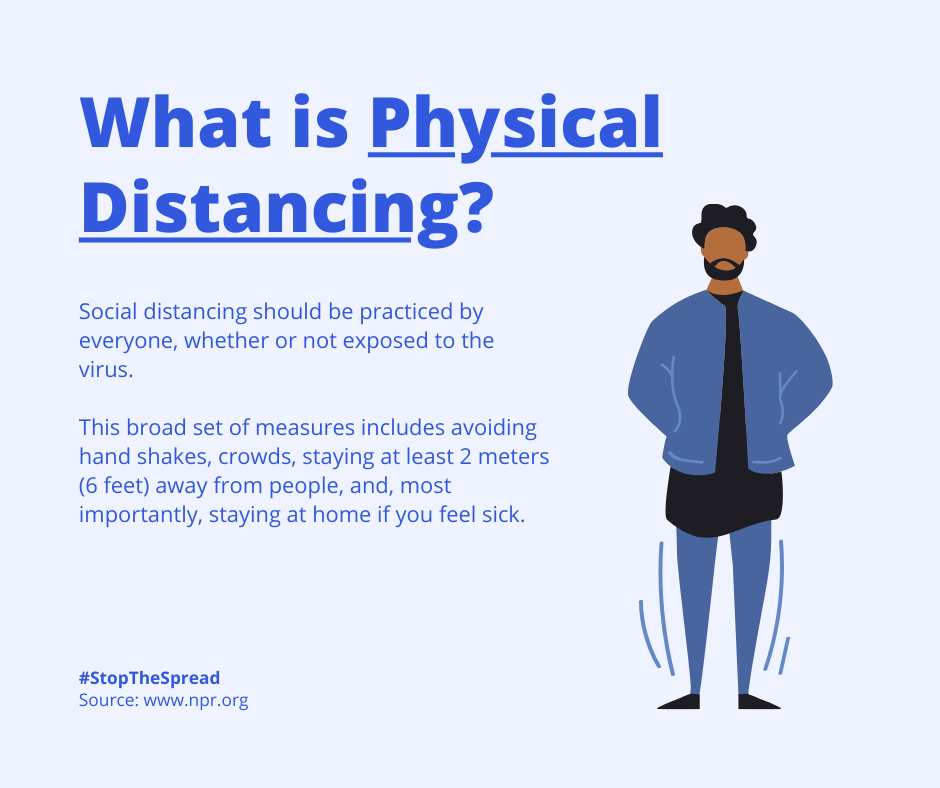 What is Physical
Distancing?
Social distancing should be practiced by
everyone, whether or not exposed to the
virus.
This broad set of measures includes avoiding
hand shakes, crowds, staying at least 2 meters
(6 feet) away from people, and, most
importantly, staying at home if you feel sick.
#StopTheSpread
Source: www.npr.org